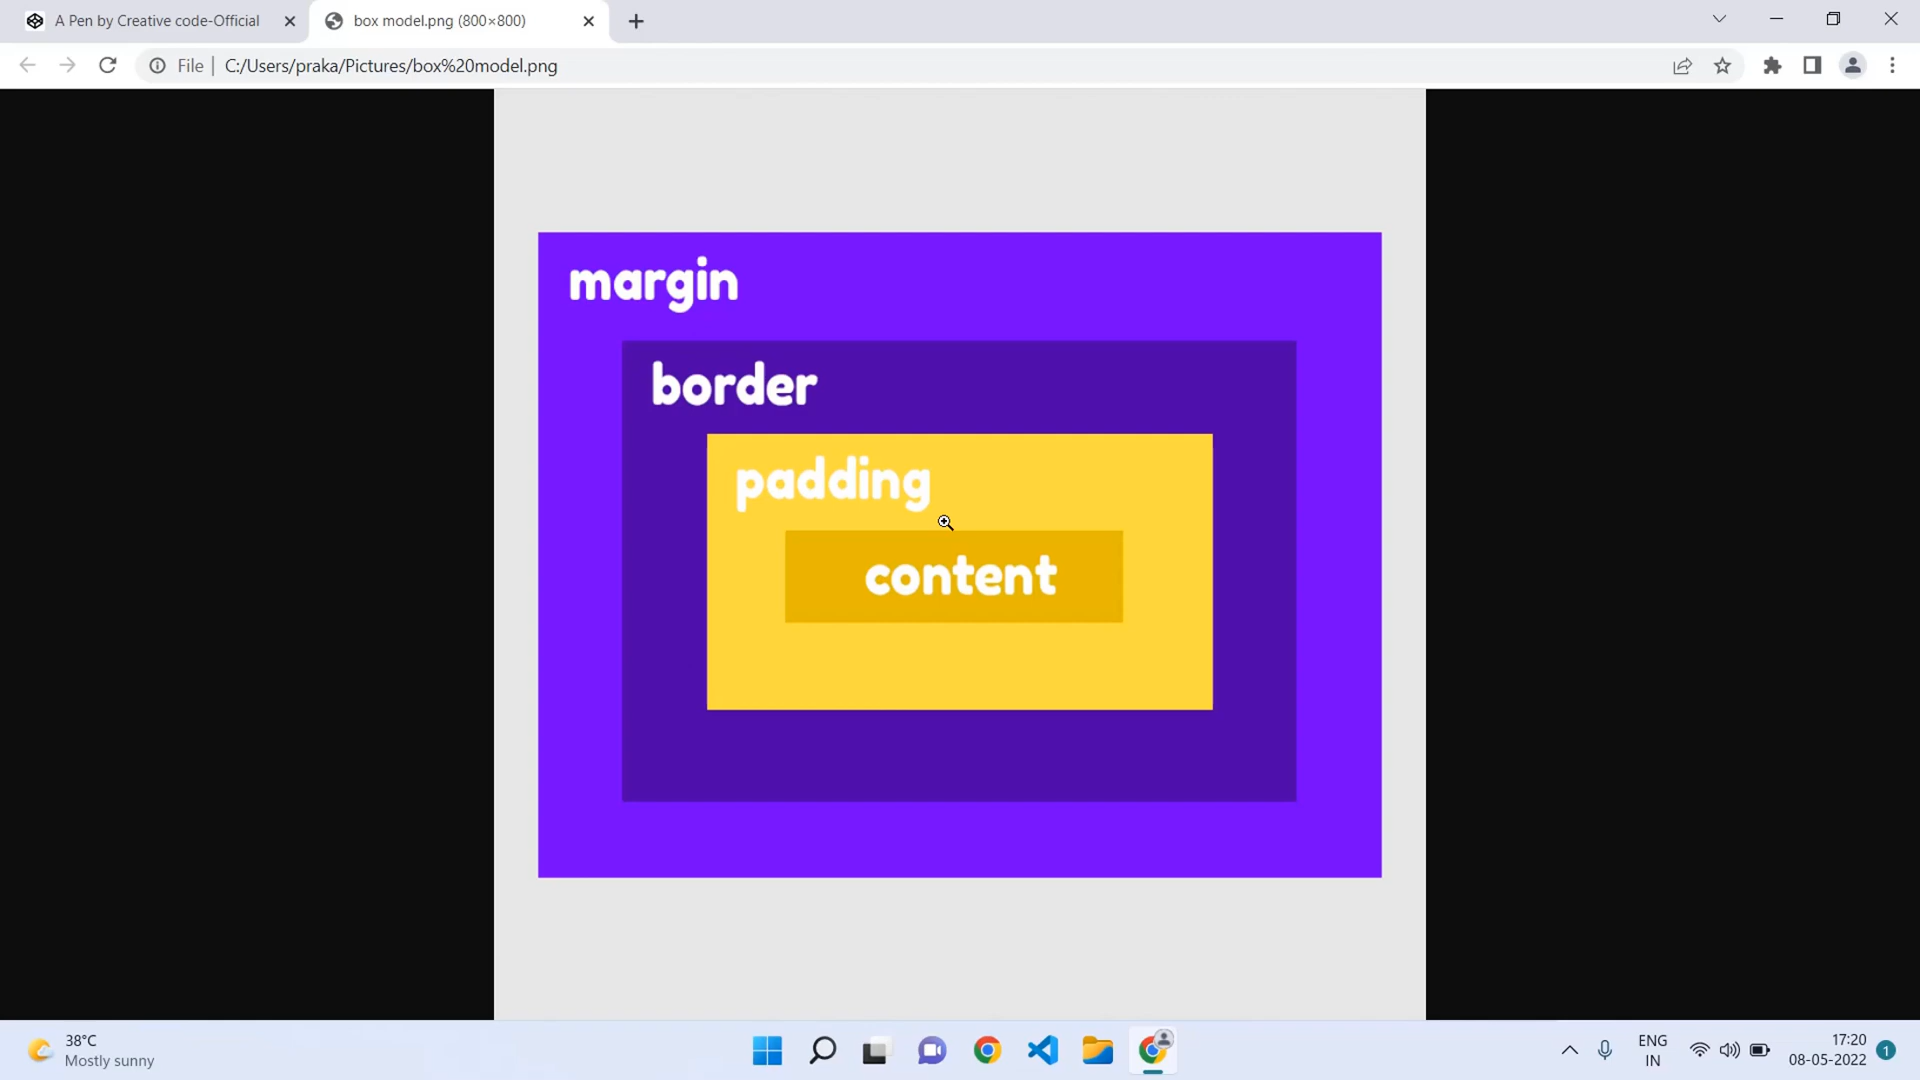 A Pen by Creative code-Official
box model.png (800×800)
File
C:/Users/praka/Pictures/box%20model.png
margin
border
padding
content
38°C
Mostly sunny
ENG
IN
17:20
08-05-2022
1